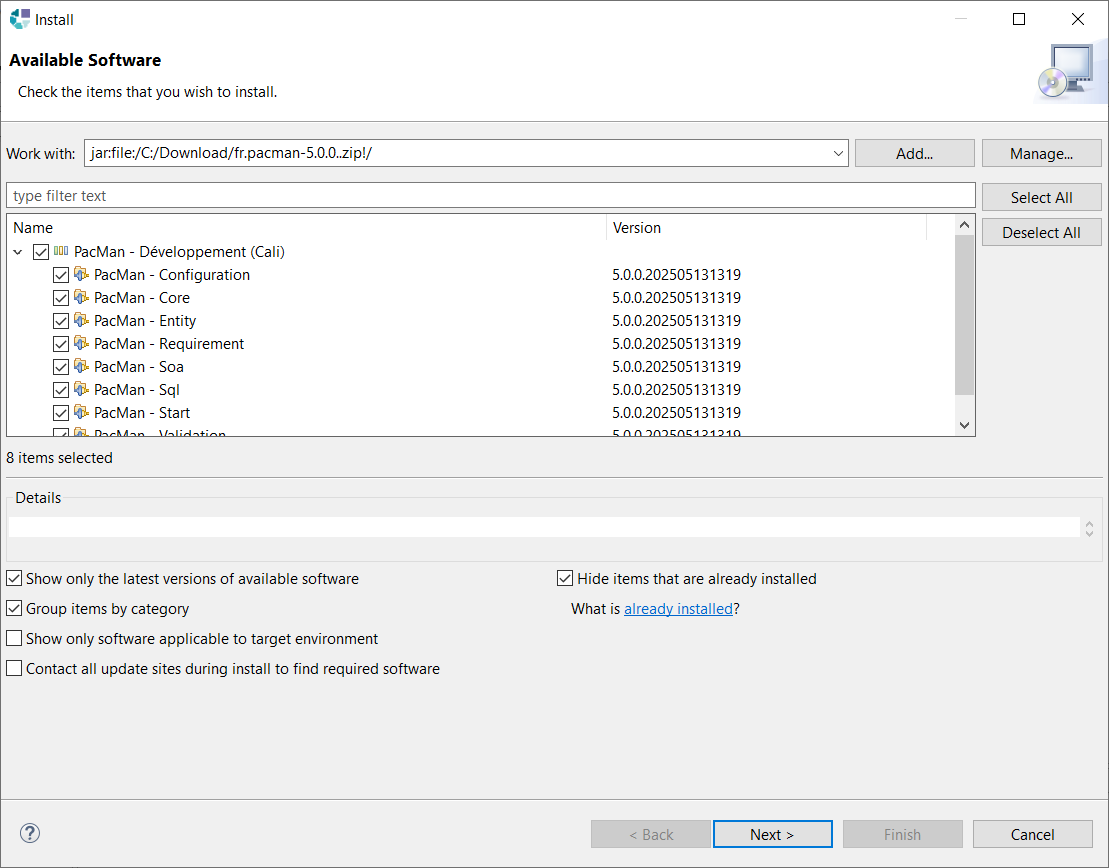 Install
Available Software
Check the items that you wish to install.
Work with: jar:file:/C:/Download/fr.pacman-5.0.0..zip!/ Add... Manage...
type filter text Select All
Name Version Deselect All
PacMan - Développement (Cali)
PacMan - Configuration 5.0.0.202505131319
PacMan - Core 5.0.0.202505131319
PacMan - Entity 5.0.0.202505131319
PacMan - Requirement 5.0.0.202505131319
PacMan - Soa 5.0.0.202505131319
PacMan - Sql 5.0.0.202505131319
PacMan - Start 5.0.0.202505131319
PacMan - Validation 5.0.0.202505131319
8 items selected
Details
Show only the latest versions of available software Hide items that are already installed
Group items by category What is already installed?
Show only software applicable to target environment
Contact all update sites during install to find required software
? < Back Next > Finish Cancel